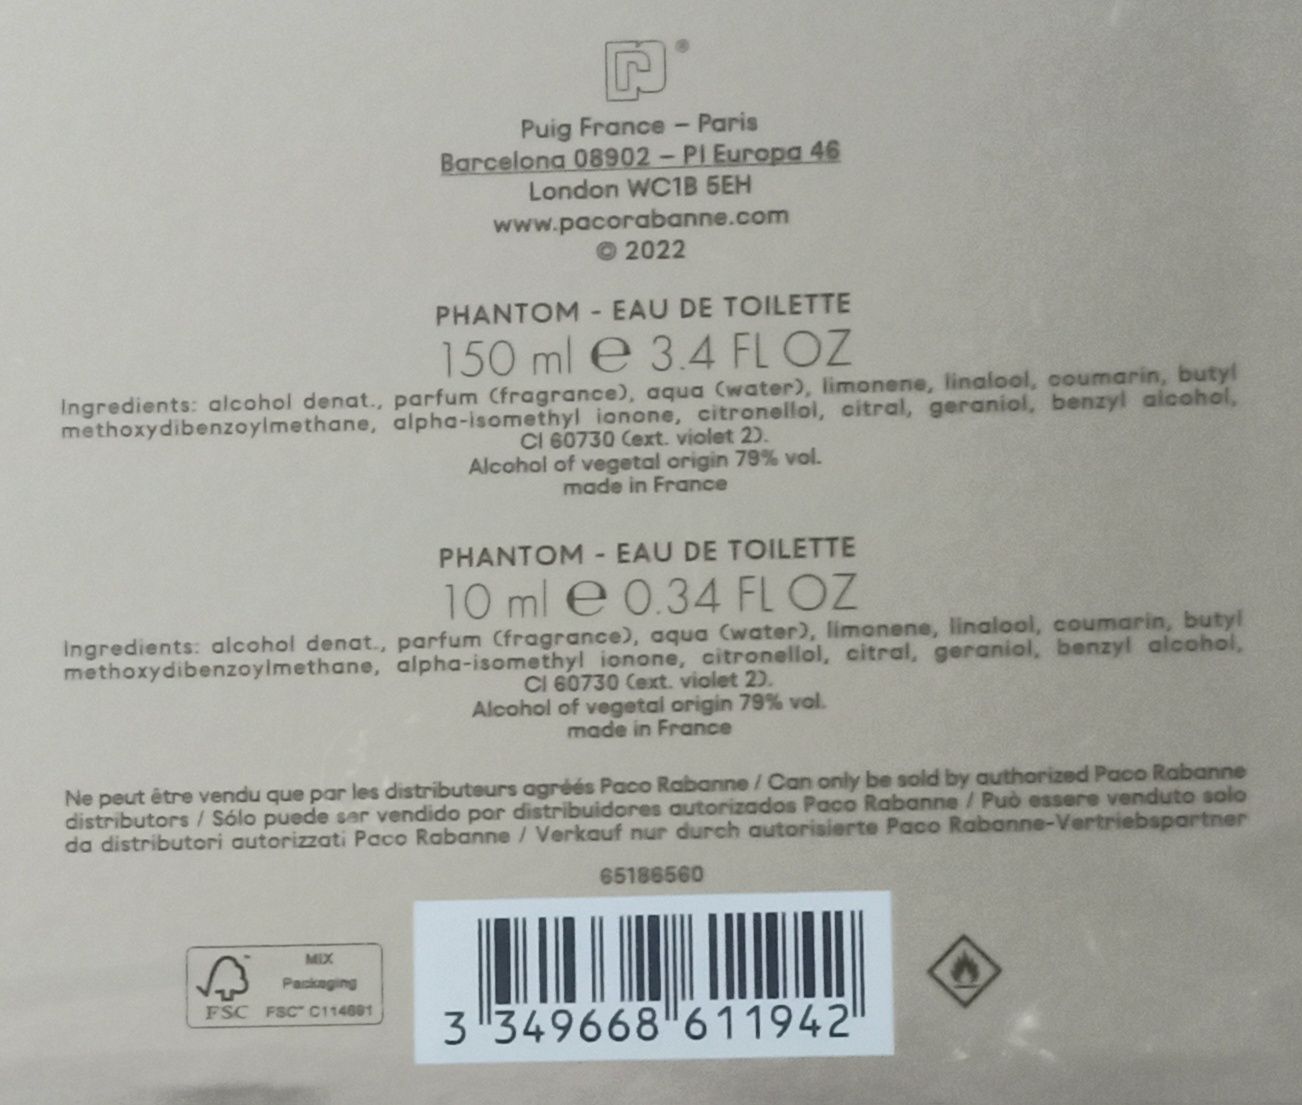 Puig France – Paris
Barcelona 08902 – Pl Europa 46
London WC1B 5EH
www.pacorabanne.com
© 2022
PHANTOM - EAU DE TOILETTE
150 ml ℮ 3.4 FL OZ
Ingredients: alcohol denat., parfum (fragrance), aqua (water), limonene, linalool, coumarin, butyl
methoxydibenzoylmethane, alpha-isomethyl ionone, citronellol, citral, geraniol, benzyl alcohol,
CI 60730 (ext. violet 2).
Alcohol of vegetal origin 79% vol.
made in France
PHANTOM - EAU DE TOILETTE
10 ml ℮ 0.34 FL OZ
Ingredients: alcohol denat., parfum (fragrance), aqua (water), limonene, linalool, coumarin, butyl
methoxydibenzoylmethane, alpha-isomethyl ionone, citronellol, citral, geraniol, benzyl alcohol,
CI 60730 (ext. violet 2).
Alcohol of vegetal origin 79% vol.
made in France
Ne peut être vendu que par les distributeurs agréés Paco Rabanne / Can only be sold by authorized Paco Rabanne
distributors / Sólo puede ser vendido por distribuidores autorizados Paco Rabanne / Può essere venduto solo
da distributori autorizzati Paco Rabanne / Verkauf nur durch autorisierte Paco Rabanne-Vertriebspartner
65186560
MIX
Packaging
FSC FSC™ C114691
3 349668 611942